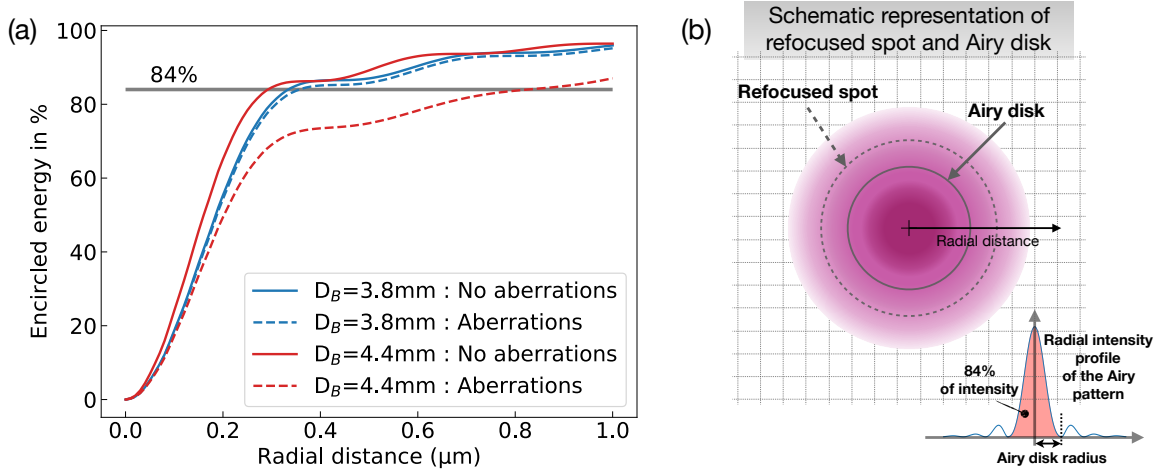 (a)
100
80
60
40
20
0
Encircled energy in %
84%
D_B=3.8mm : No aberrations
D_B=3.8mm : Aberrations
D_B=4.4mm : No aberrations
D_B=4.4mm : Aberrations
0.0 0.2 0.4 0.6 0.8 1.0
Radial distance (μm)
(b)
Schematic representation of
refocused spot and Airy disk
Refocused spot
Airy disk
Radial distance
84%
of intensity
Radial intensity
profile
of the Airy
pattern
Airy disk radius